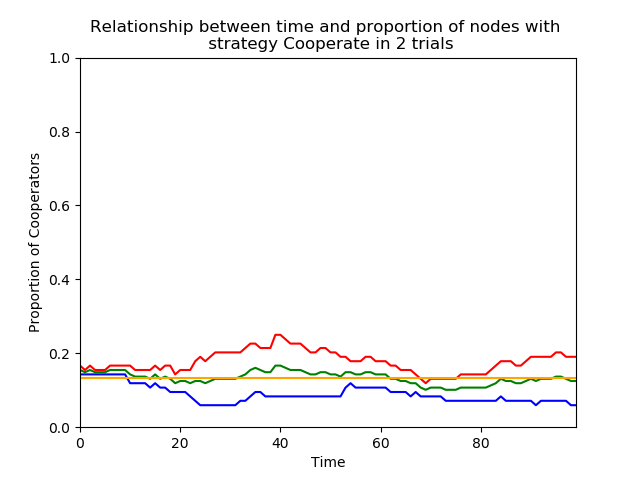 Relationship between time and proportion of nodes with
strategy Cooperate in 2 trials
1.0
0.8
0.6
0.4
0.2
0.0
Proportion of Cooperators
0
20
40
60
80
Time